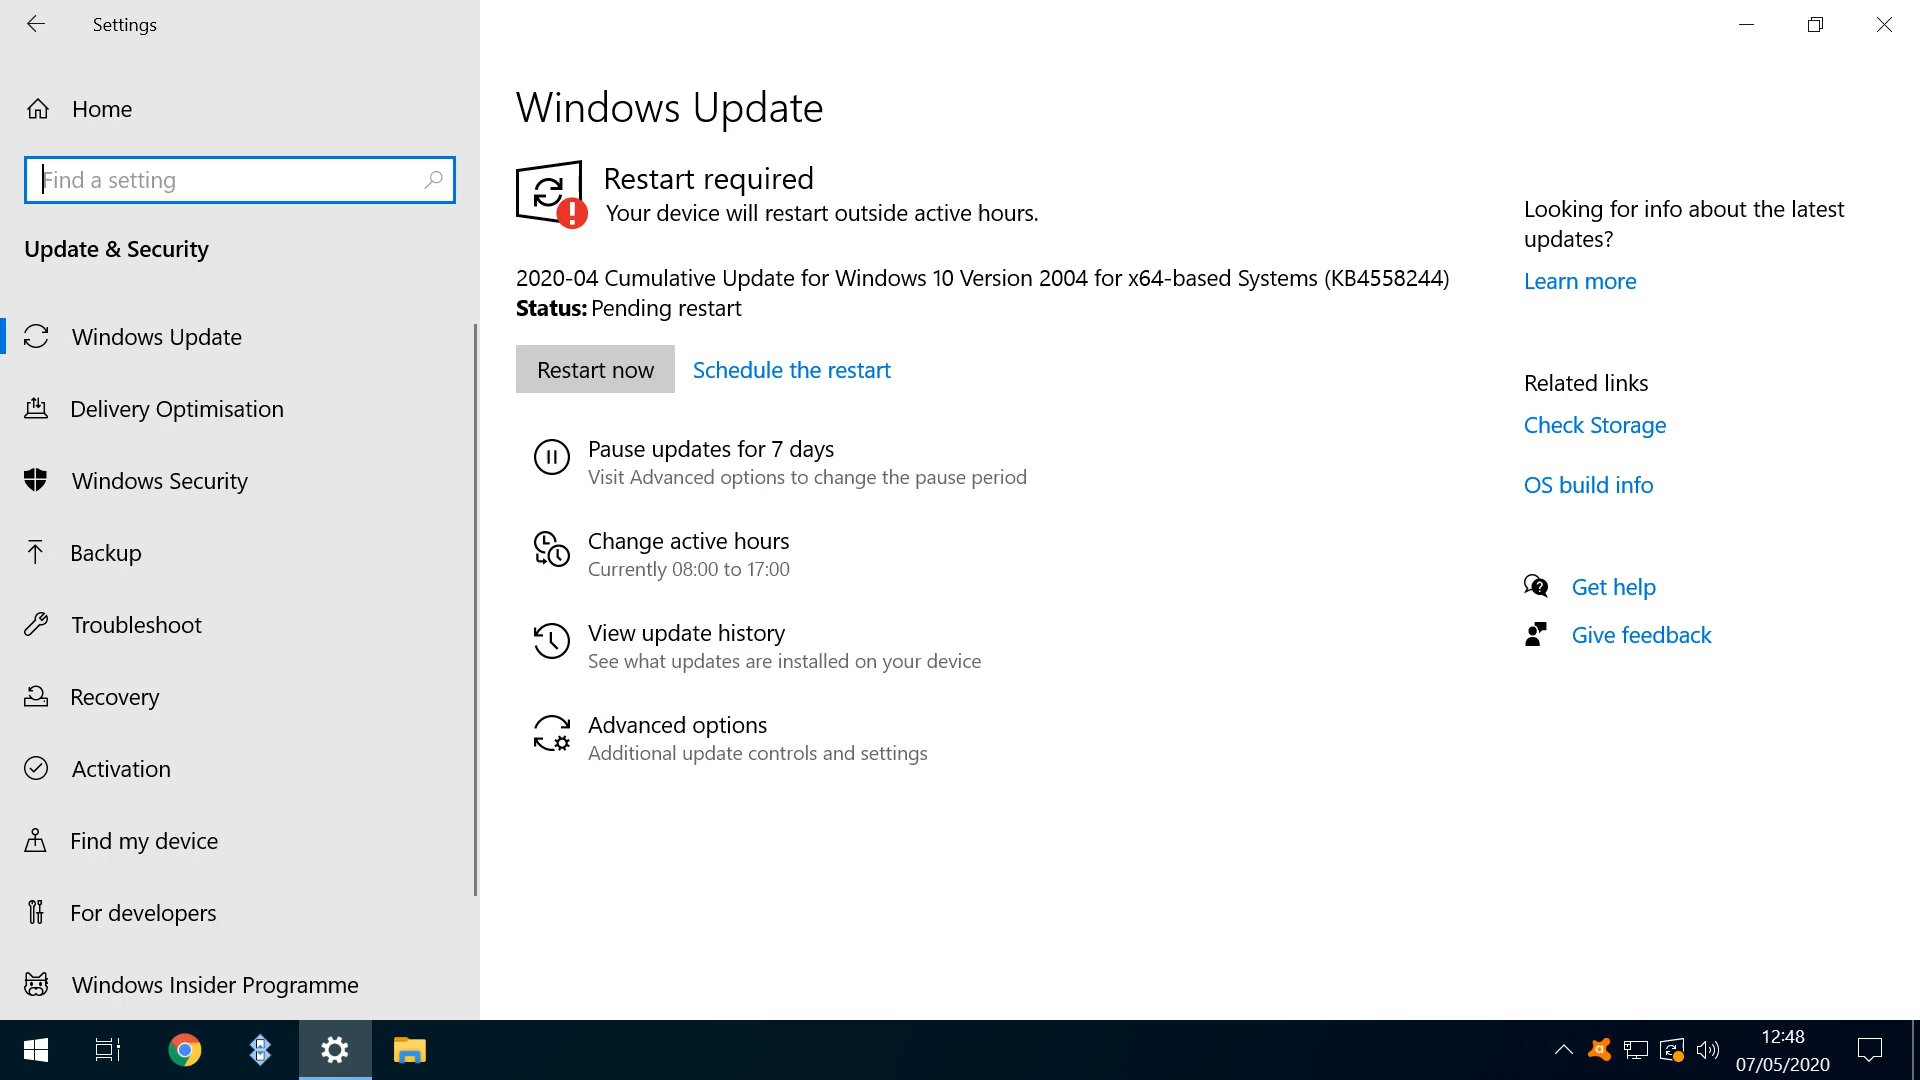 Settings
Home
Find a setting
Update & Security
Windows Update
Delivery Optimisation
Windows Security
Backup
Troubleshoot
Recovery
Activation
Find my device
For developers
Windows Insider Programme
Windows Update
Restart required
Your device will restart outside active hours.
2020-04 Cumulative Update for Windows 10 Version 2004 for x64-based Systems (KB4558244)
Status: Pending restart
Restart now
Schedule the restart
Pause updates for 7 days
Visit Advanced options to change the pause period
Change active hours
Currently 08:00 to 17:00
View update history
See what updates are installed on your device
Advanced options
Additional update controls and settings
Looking for info about the latest
updates?
Learn more
Related links
Check Storage
OS build info
Get help
Give feedback
12:48
07/05/2020